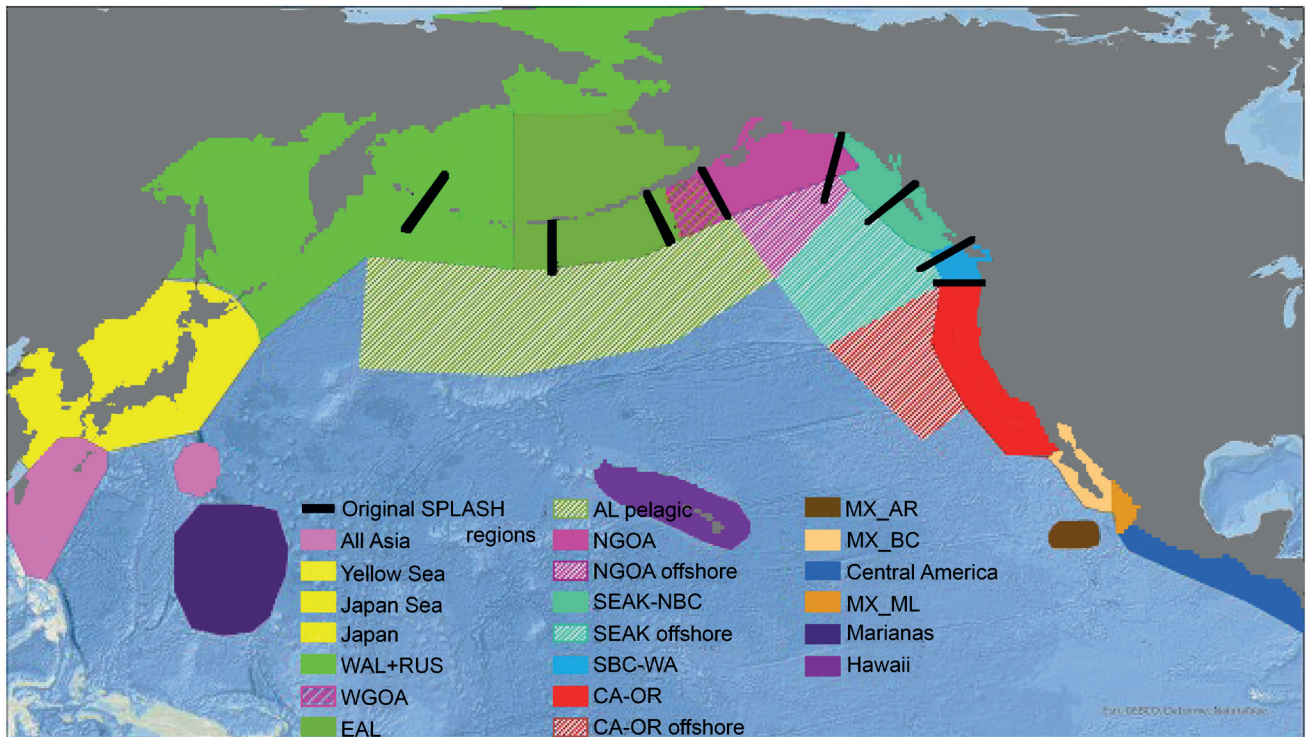 Original SPLASH
regions
All Asia
Yellow Sea
Japan Sea
Japan
WAL+RUS
WGOA
EAL
AL pelagic
NGOA
NGOA offshore
SEAK-NBC
SEAK offshore
SBC-WA
CA-OR
CA-OR offshore
MX_AR
MX_BC
Central America
MX_ML
Marianas
Hawaii